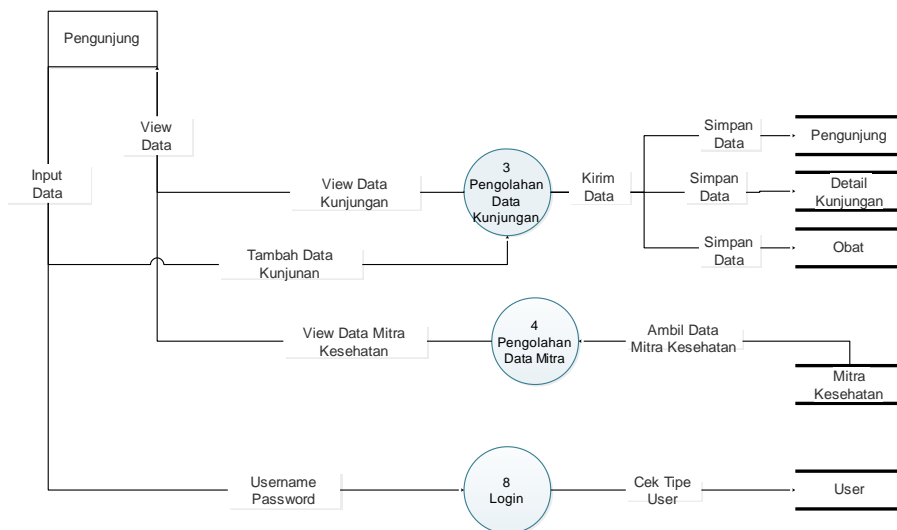 Pengunjung
View
Data
Input
Data
View Data
Kunjungan
3
Pengolahan
Data
Kunjungan
Kirim
Data
Simpan
Data
Pengunjung
Simpan
Data
Detail
Kunjungan
Simpan
Data
Obat
Tambah Data
Kunjunan
View Data Mitra
Kesehatan
4
Pengolahan
Data Mitra
Ambil Data
Mitra Kesehatan
Mitra
Kesehatan
Username
Password
8
Login
Cek Tipe
User
User